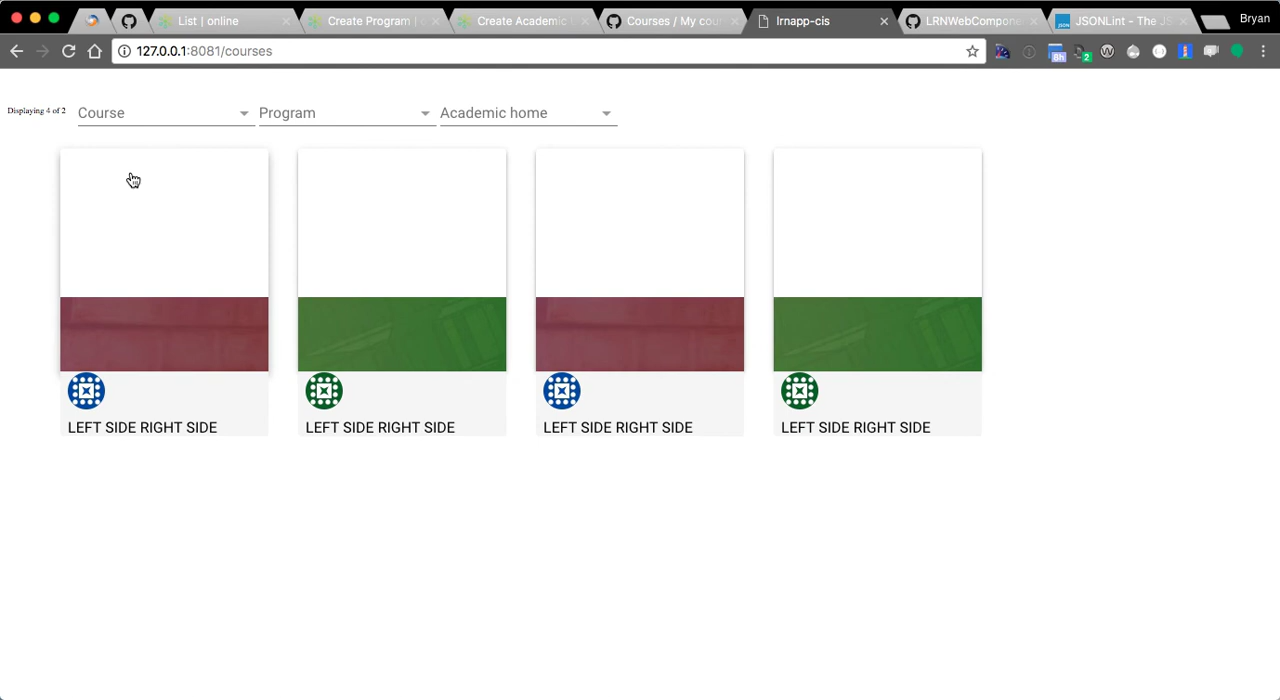 List | online
Create Program | o
Create Academic
Courses / My cour
lrnapp-cis
LRNWebCompone
JSONLint - The JS
Bryan
127.0.0.1:8081/courses
8h
2
Displaying 4 of 2
Course
Program
Academic home
LEFT SIDE RIGHT SIDE
LEFT SIDE RIGHT SIDE
LEFT SIDE RIGHT SIDE
LEFT SIDE RIGHT SIDE